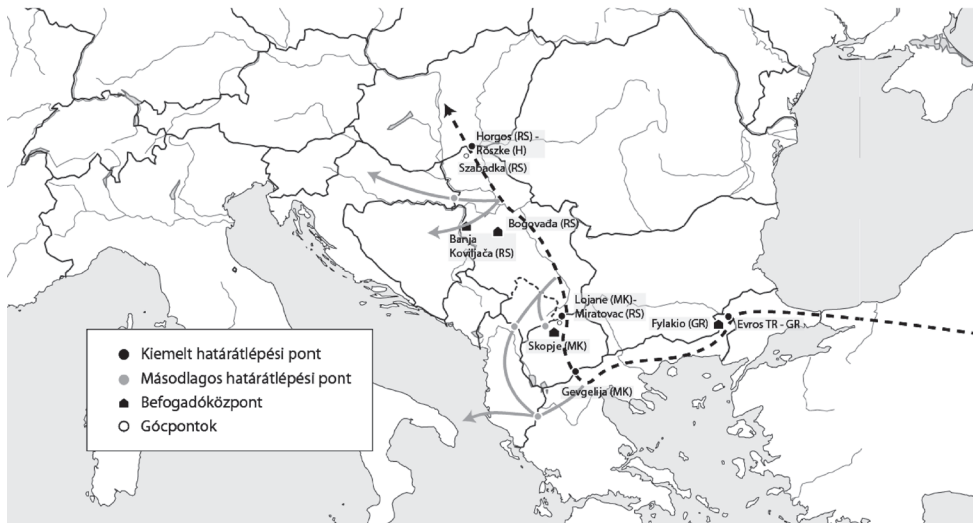 Horgos (RS) -
Röszke (H)
Szabadka (RS)
Bogovađa (RS)
Banja
Koviljača (RS)
Lojane (MK)-
Miratovac (RS)
Fylakio (GR)
Evros TR - GR
Skopje (MK)
Gevgelija (MK)
Kiemelt határátlépési pont
Másodlagos határátlépési pont
Befogadóközpont
Gócpontok